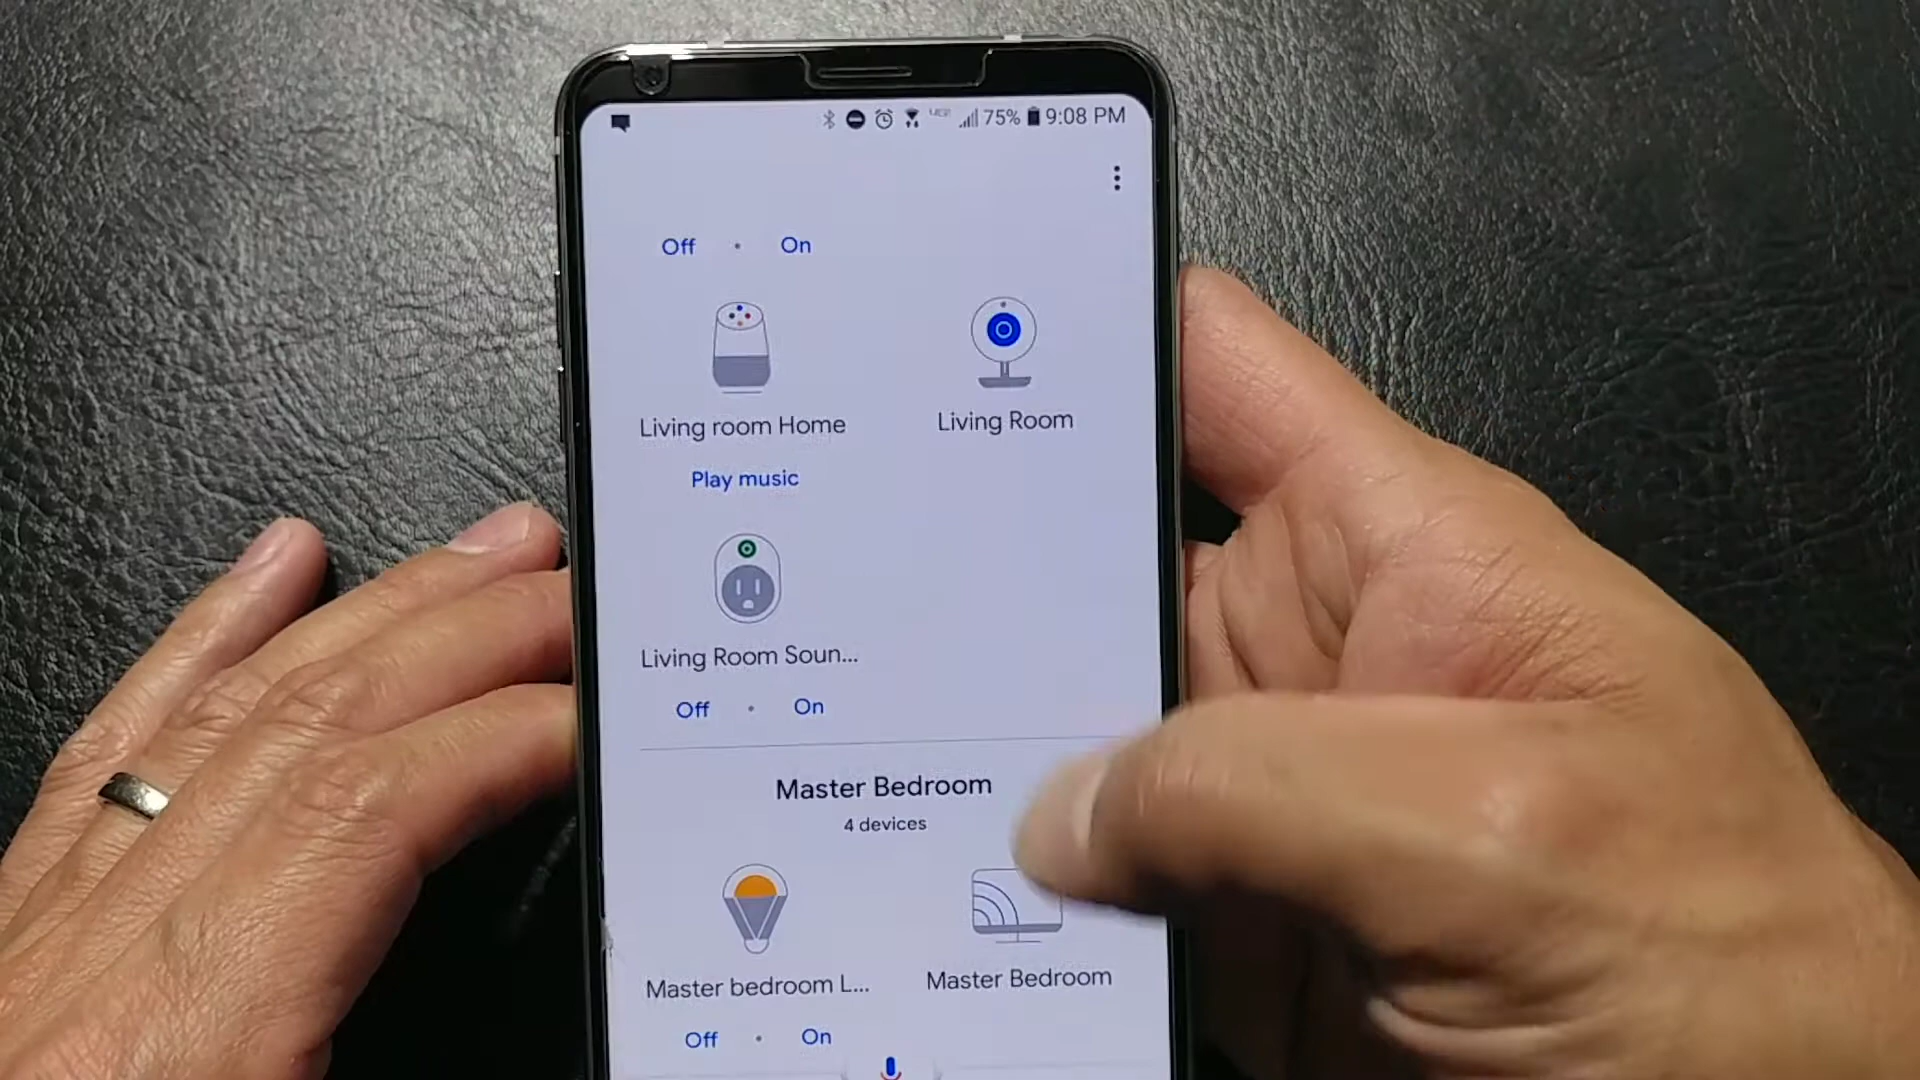 75% 9:08 PM
Off • On
Living room Home
Living Room
Play music
Living Room Soun...
Off • On
Master Bedroom
4 devices
Master bedroom L...
Master Bedroom
Off • On